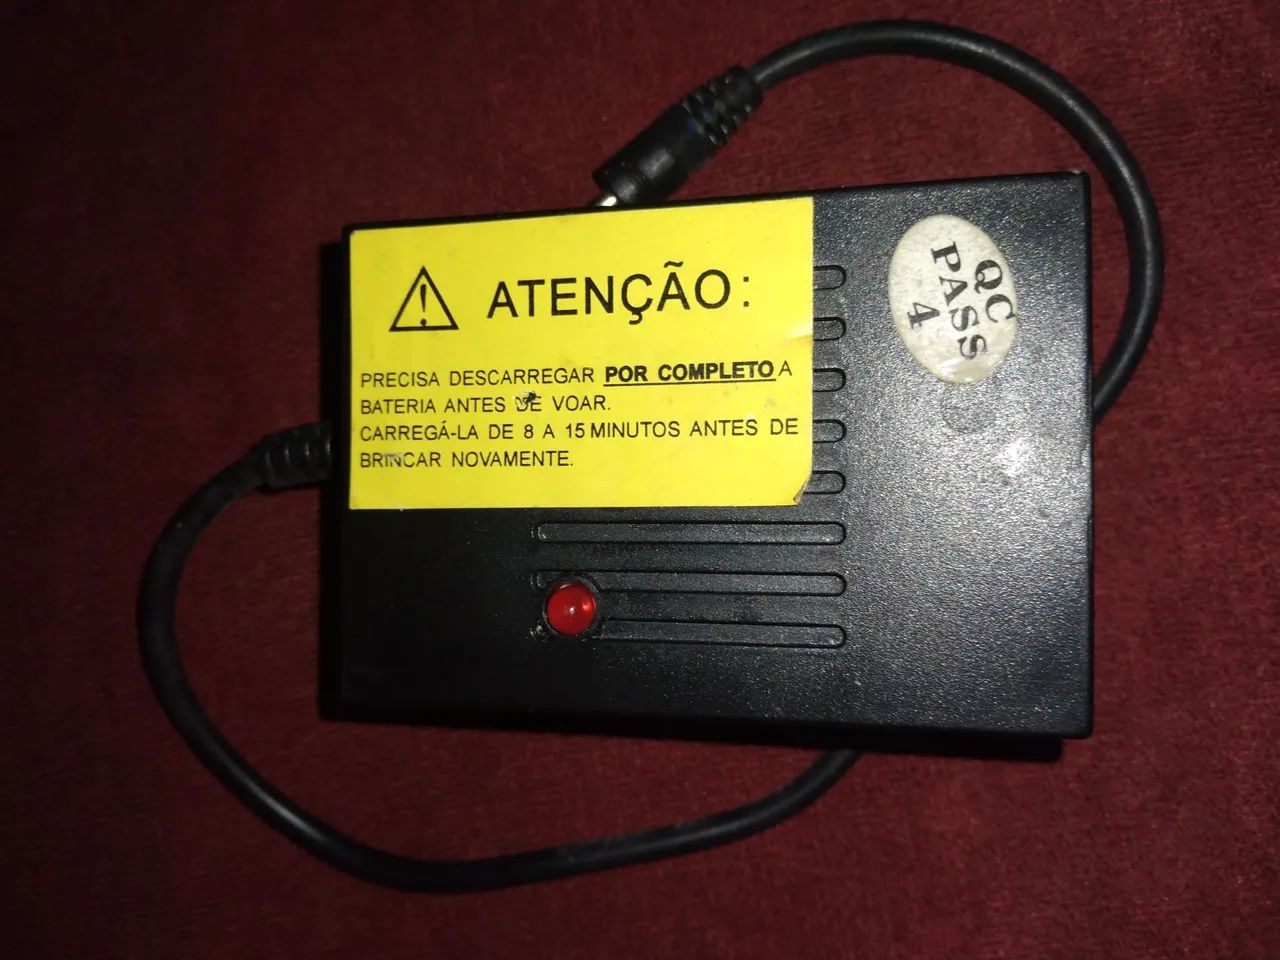 ATENÇÃO:
PRECISA DESCARREGAR POR COMPLETO A
BATERIA ANTES DE VOAR.
CARREGÁ-LA DE 8 A 15 MINUTOS ANTES DE
BRINCAR NOVAMENTE.
QC
PASS
4